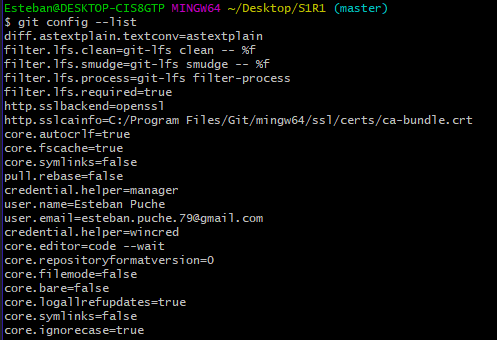 Esteban@DESKTOP-CIS8GTP MINGW64 ~/Desktop/S1R1 (master)
$ git config --list
diff.astextplain.textconv=astextplain
filter.lfs.clean=git-lfs clean -- %f
filter.lfs.smudge=git-lfs smudge -- %f
filter.lfs.process=git-lfs filter-process
filter.lfs.required=true
http.sslbackend=openssl
http.sslcainfo=C:/Program Files/Git/mingw64/ssl/certs/ca-bundle.crt
core.autocrlf=true
core.fscache=true
core.symlinks=false
pull.rebase=false
credential.helper=manager
user.name=Esteban Puche
user.email=esteban.puche.79@gmail.com
credential.helper=wincred
core.editor=code --wait
core.repositoryformatversion=0
core.filemode=false
core.bare=false
core.logallrefupdates=true
core.symlinks=false
core.ignorecase=true